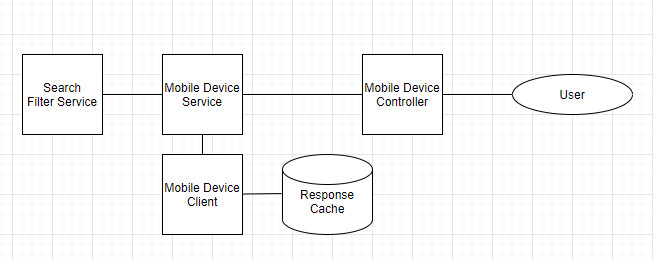 Search
Filter Service
Mobile Device
Service
Mobile Device
Controller
User
Mobile Device
Client
Response
Cache